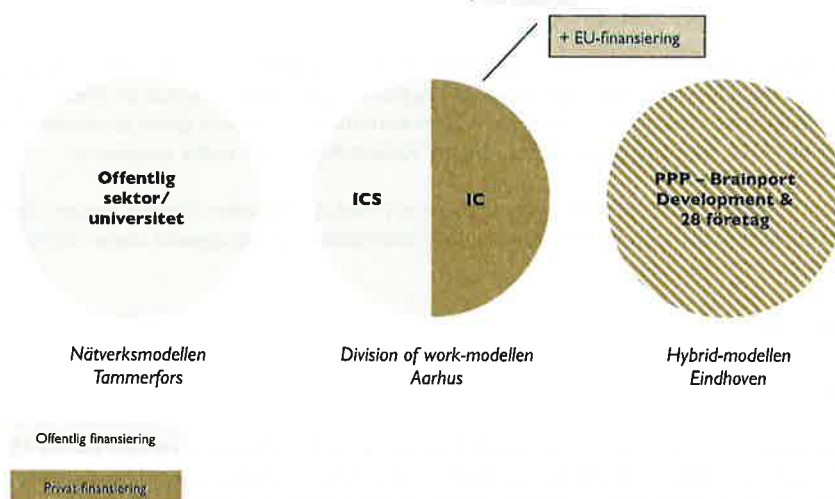 + EU-finansiering
Offentlig
sektor/
universitet
ICS
IC
PPP – Brainport
Development &
28 företag
Nätverksmodellen
Tammerfors
Division of work-modellen
Aarhus
Hybrid-modellen
Eindhoven
Offentlig finansiering
Privat finansiering